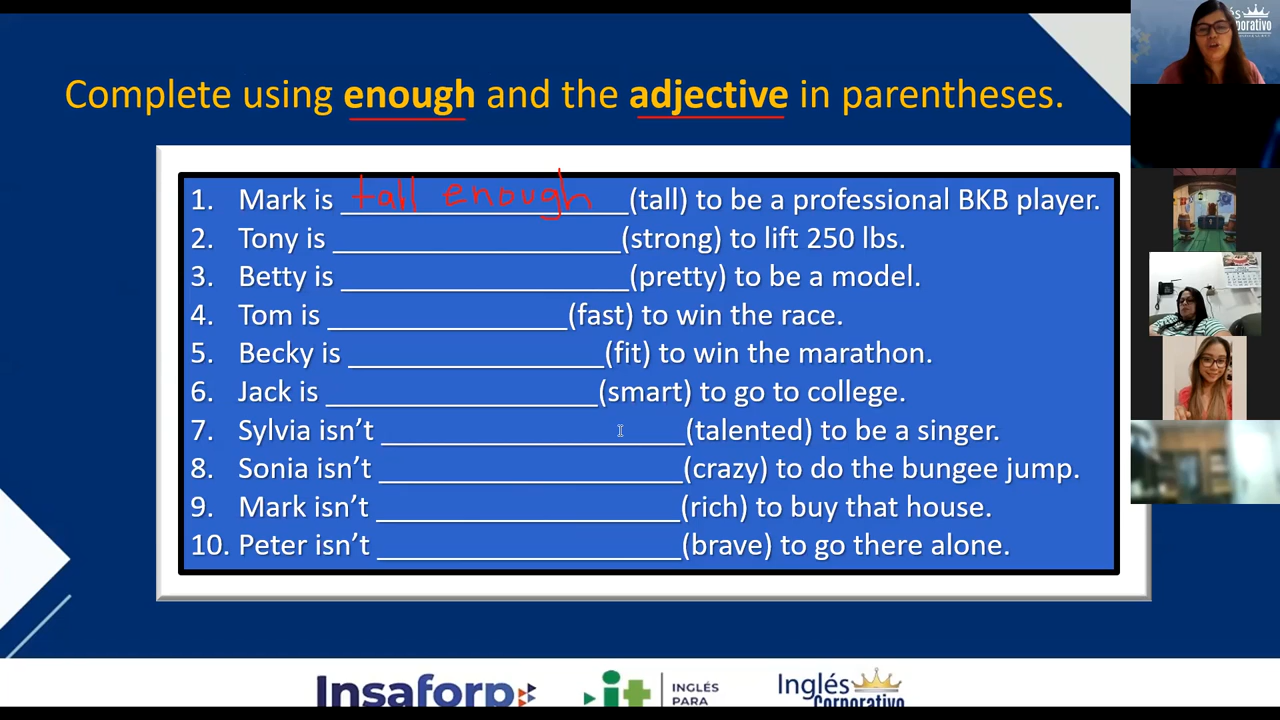 Complete using enough and the adjective in parentheses.
1. Mark is tall enough (tall) to be a professional BKB player.
2. Tony is ____________________(strong) to lift 250 lbs.
3. Betty is ____________________(pretty) to be a model.
4. Tom is _________________(fast) to win the race.
5. Becky is __________________(fit) to win the marathon.
6. Jack is ___________________(smart) to go to college.
7. Sylvia isn’t _____________________(talented) to be a singer.
8. Sonia isn’t _____________________(crazy) to do the bungee jump.
9. Mark isn’t _____________________(rich) to buy that house.
10. Peter isn’t _____________________(brave) to go there alone.
Insaforp
it INGLÉS PARA
Inglés Corporativo